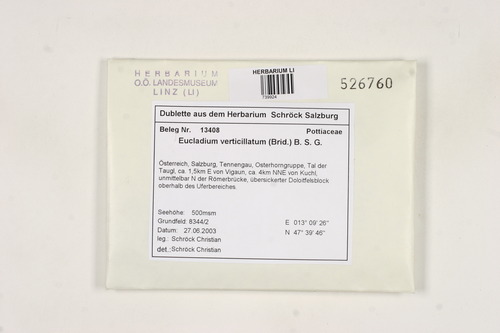 HERBARIUM
O.Ö. LANDESMUSEUM
LINZ (LI)
HERBARIUM LI
526760
Dublette aus dem Herbarium Schröck Salzburg
Beleg Nr. 13408 Pottiaceae
Eucladium verticillatum (Brid.) B. S. G.
Österreich, Salzburg, Tennengau, Osterhorngruppe, Tal der
Taugl, ca. 1,5km E von Vigaun, ca. 4km NNE von Kuchl,
unmittelbar N der Römerbrücke, übersickerter Dolomitfelsblock
oberhalb des Uferbereiches.
Seehöhe: 500msm E 013° 09' 26"
Grundfeld: 8344/2
Datum: 27.06.2003 N 47° 39' 46"
leg.: Schröck Christian
det.: Schröck Christian